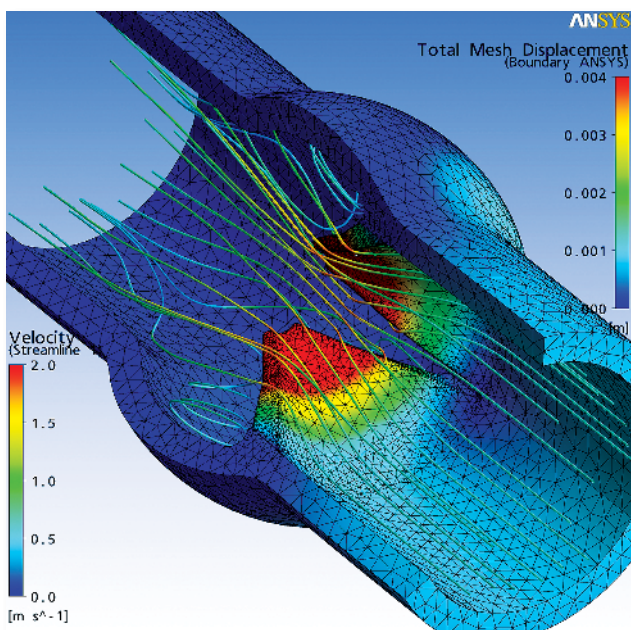 ANSYS
Total Mesh Displacement
(Boundary ANSYS)
0.004
0.003
0.002
0.001
0.000
[m]
Velocity
(Streamline
2.0
1.5
1.0
0.5
0.0
[m s^-1]